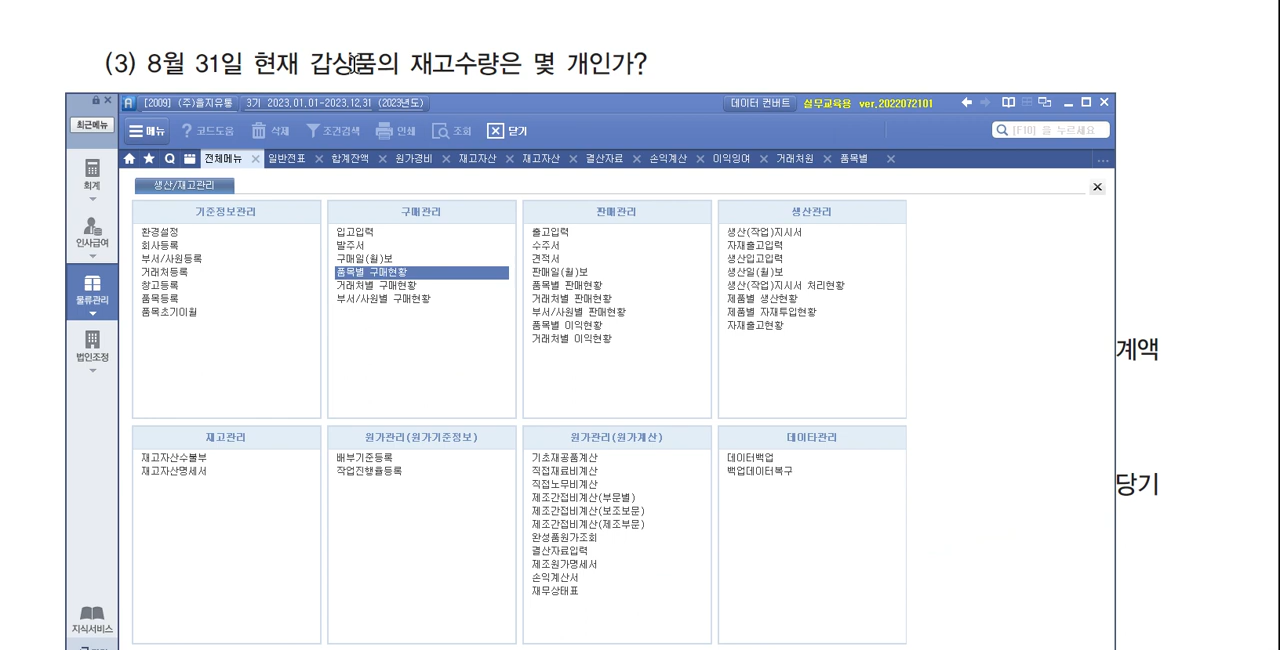 (3) 8월 31일 현재 갑상품의 재고수량은 몇 개인가?
[2009] (주)플지유통 3기 2023.01.01~2023.12.31 (2023년도) 데이터 컨버트 실무교육용 ver.2022072101
최근메뉴
메뉴 코드도움 삭제 조건검색 인쇄 조회 닫기 [F10] 을 누르세요
전체메뉴 일반전표 합계잔액 원가경비 재고자산 재고자산 결산자료 손익계산 이익잉여 거래처원 품목별 ...
회계
인사급여
물류관리
법인조정
지식서비스
생산/재고관리
기준정보관리
환경설정
회사등록
부서/사원등록
거래처등록
창고등록
품목등록
품목초기이월
구매관리
입고입력
발주서
구매일(월)보
품목별 구매현황
거래처별 구매현황
부서/사원별 구매현황
판매관리
출고입력
수주서
견적서
판매일(월)보
품목별 판매현황
거래처별 판매현황
부서/사원별 판매현황
품목별 이익현황
거래처별 이익현황
생산관리
생산(작업)지시서
자재출고입력
생산입고입력
생산일(월)보
생산(작업)지시서 처리현황
제품별 생산현황
제품별 자재투입현황
자재출고현황
계액
재고관리
재고자산수불부
재고자산명세서
원가관리(원가기준정보)
배부기준등록
작업진행율등록
원가관리(원가계산)
기초재공품계산
직접재료비계산
직접노무비계산
제조간접비계산(부문별)
제조간접비계산(보조부문)
제조간접비계산(제조부문)
완성품원가조회
결산자료입력
제조원가명세서
손익계산서
재무상태표
데이타관리
데이터백업
백업데이터복구
당기